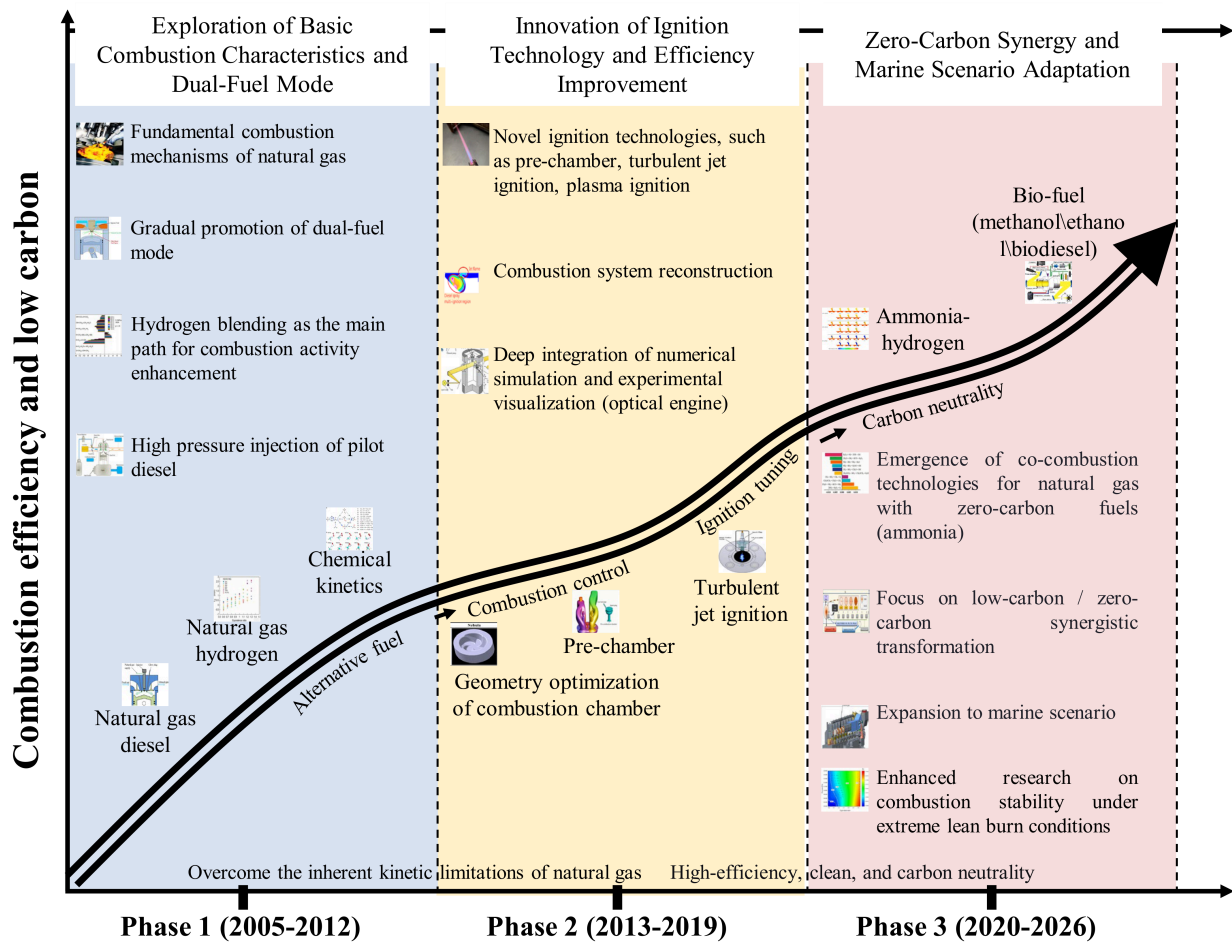 Combustion efficiency and low carbon
Exploration of Basic
Combustion Characteristics and
Dual-Fuel Mode
Fundamental combustion
mechanisms of natural gas
Gradual promotion of dual-fuel
mode
Hydrogen blending as the main
path for combustion activity
enhancement
High pressure injection of pilot
diesel
Chemical
kinetics
Natural gas
hydrogen
Natural gas
diesel
Alternative fuel
Innovation of Ignition
Technology and Efficiency
Improvement
Novel ignition technologies, such
as pre-chamber, turbulent jet
ignition, plasma ignition
Combustion system reconstruction
Deep integration of numerical
simulation and experimental
visualization (optical engine)
Ignition tuning
Combustion control
Turbulent
jet ignition
Pre-chamber
Geometry optimization
of combustion chamber
Zero-Carbon Synergy and
Marine Scenario Adaptation
Bio-fuel
(methanol\ethano
l\biodiesel)
Ammonia-
hydrogen
Carbon neutrality
Emergence of co-combustion
technologies for natural gas
with zero-carbon fuels
(ammonia)
Focus on low-carbon / zero-
carbon synergistic
transformation
Expansion to marine scenario
Enhanced research on
combustion stability under
extreme lean burn conditions
Overcome the inherent kinetic limitations of natural gas
High-efficiency, clean, and carbon neutrality
Phase 1 (2005-2012)
Phase 2 (2013-2019)
Phase 3 (2020-2026)